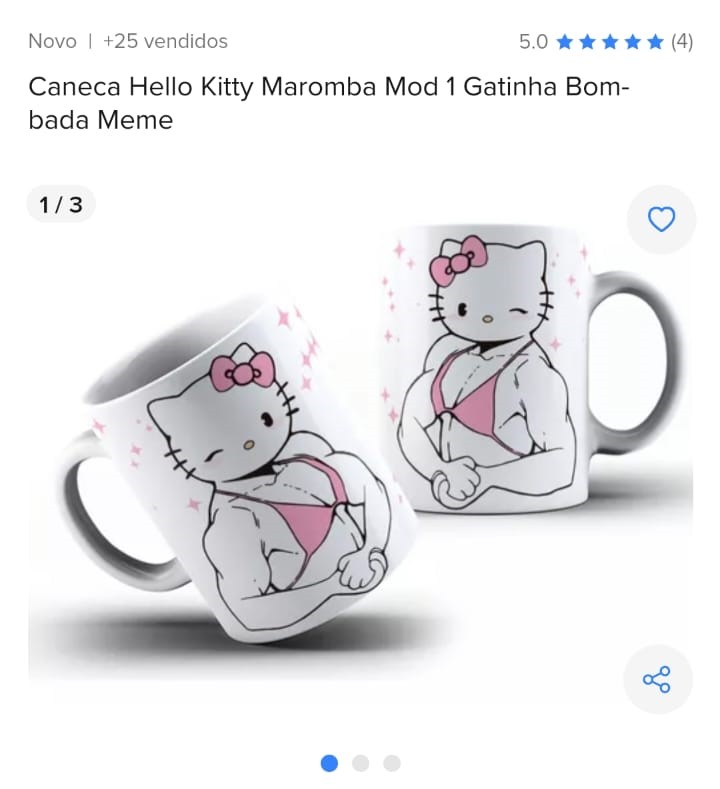 Novo | +25 vendidos
5.0 ★★★★★ (4)
Caneca Hello Kitty Maromba Mod 1 Gatinha Bom-
bada Meme
1 / 3